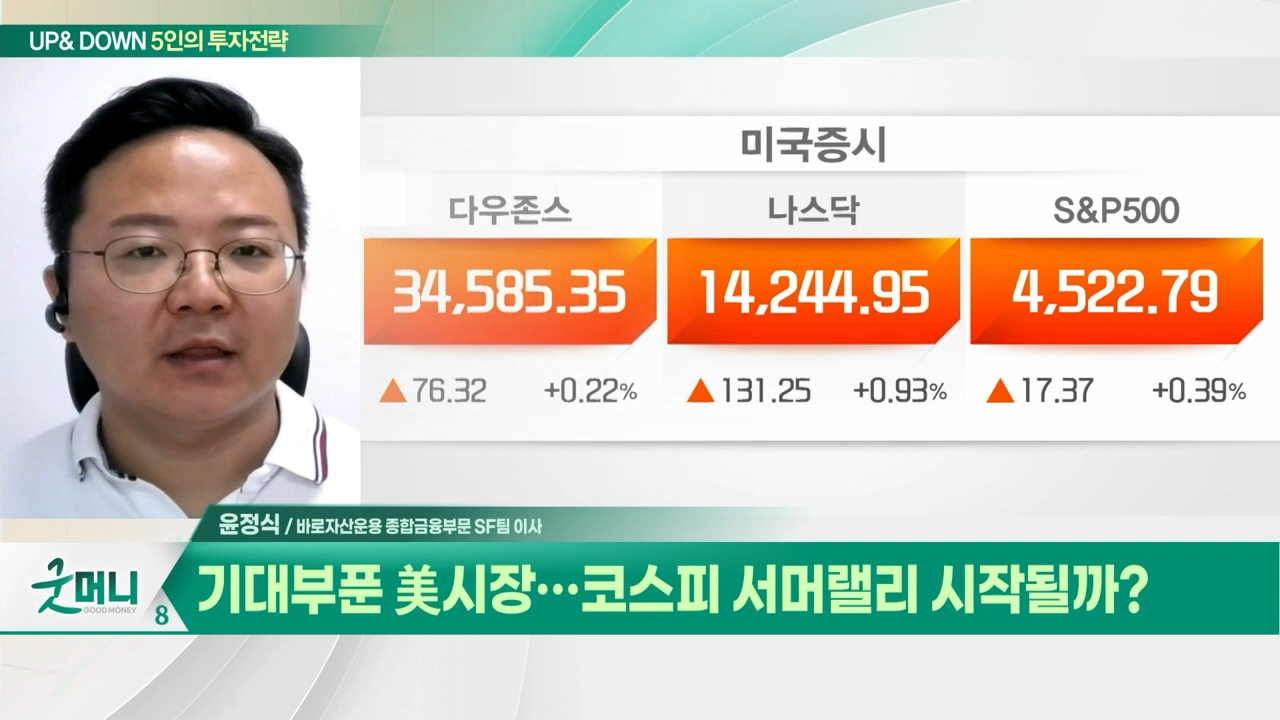 UP& DOWN 5인의 투자전략
미국증시
다우존스
34,585.35
▲76.32 +0.22%
나스닥
14,244.95
▲131.25 +0.93%
S&P500
4,522.79
▲17.37 +0.39%
윤정식 / 바로자산운용 종합금융부문 SF팀 이사
굿머니
GOOD MONEY
8
기대부푼 美시장…코스피 서머랠리 시작될까?